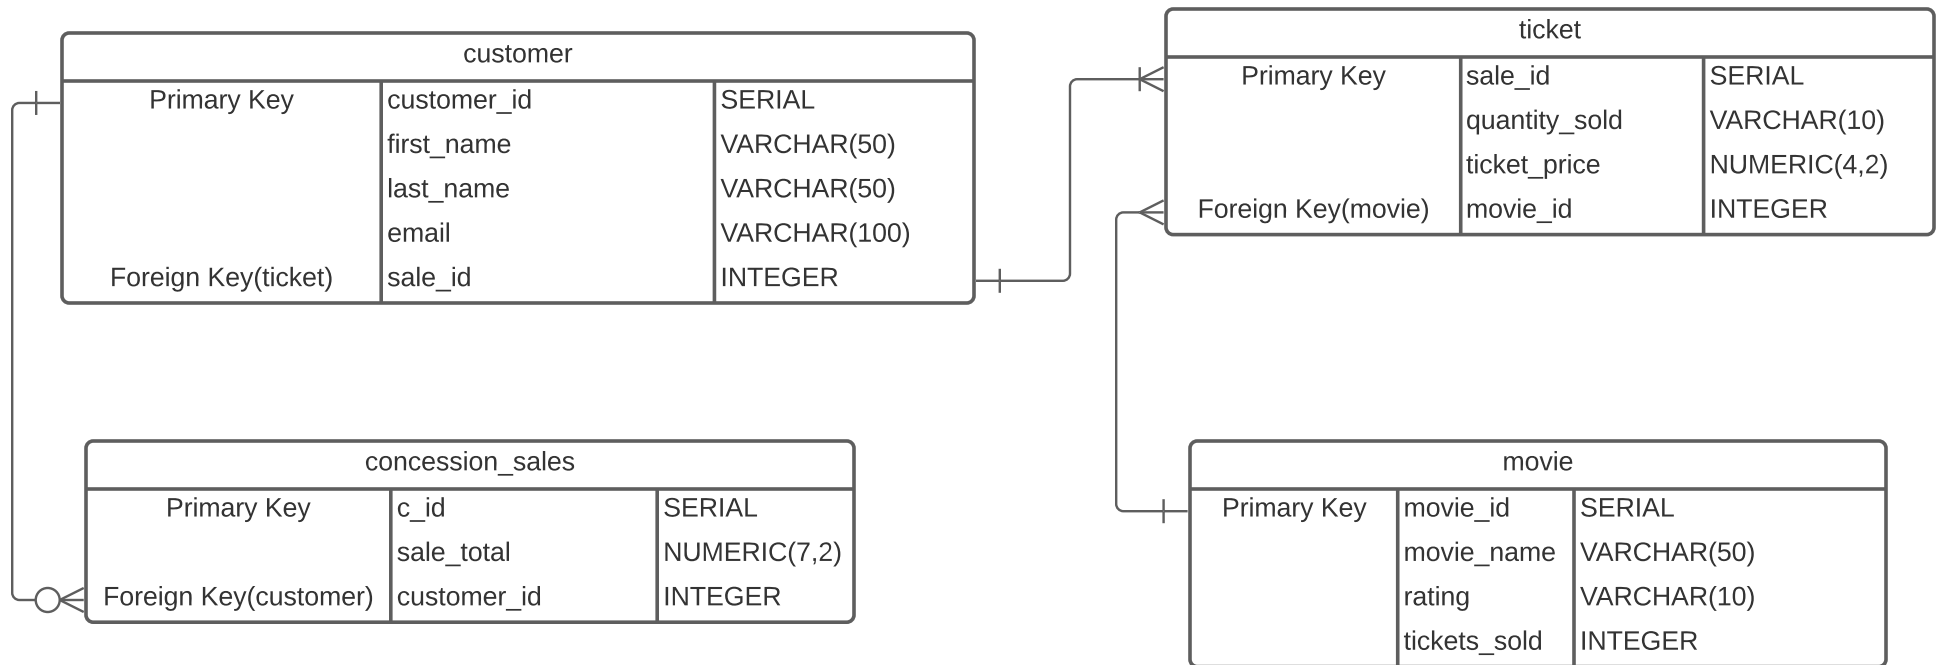 customer
Primary Key customer_id SERIAL
first_name VARCHAR(50)
last_name VARCHAR(50)
email VARCHAR(100)
Foreign Key(ticket) sale_id INTEGER
ticket
Primary Key sale_id SERIAL
quantity_sold VARCHAR(10)
ticket_price NUMERIC(4,2)
Foreign Key(movie) movie_id INTEGER
concession_sales
Primary Key c_id SERIAL
sale_total NUMERIC(7,2)
Foreign Key(customer) customer_id INTEGER
movie
Primary Key movie_id SERIAL
movie_name VARCHAR(50)
rating VARCHAR(10)
tickets_sold INTEGER